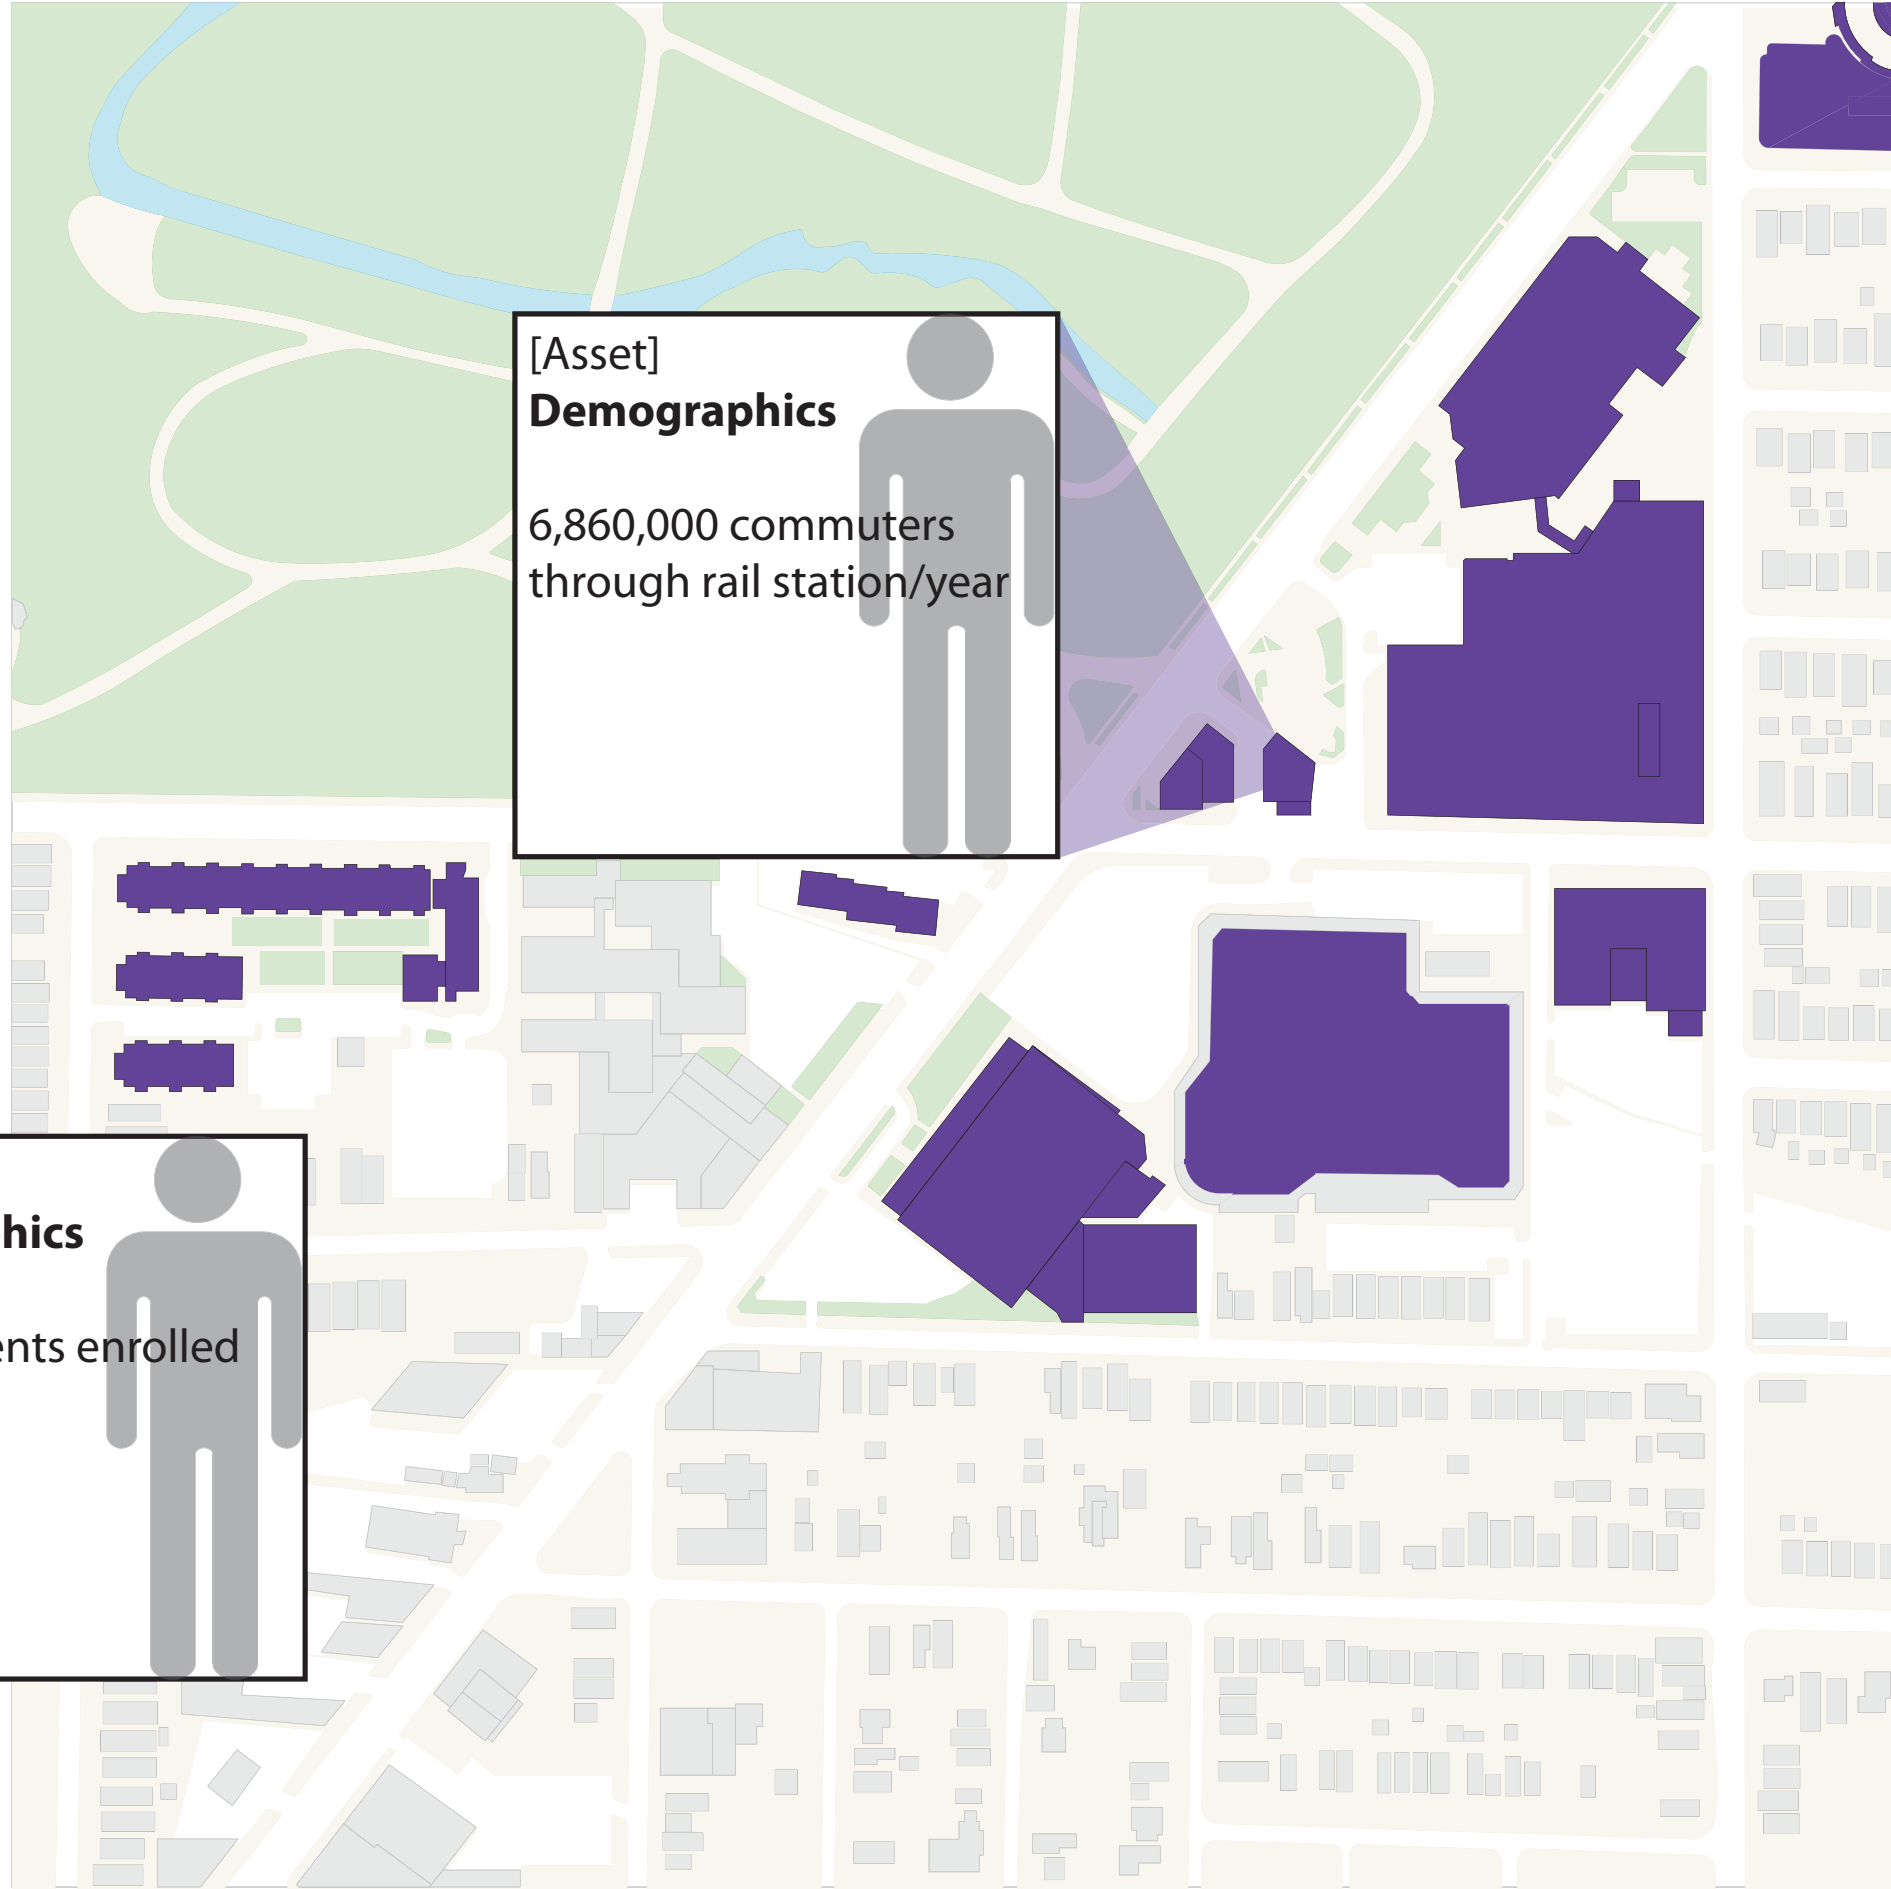 [Asset]
Demographics
6,860,000 commuters
through rail station/year
hics
ents enrolled